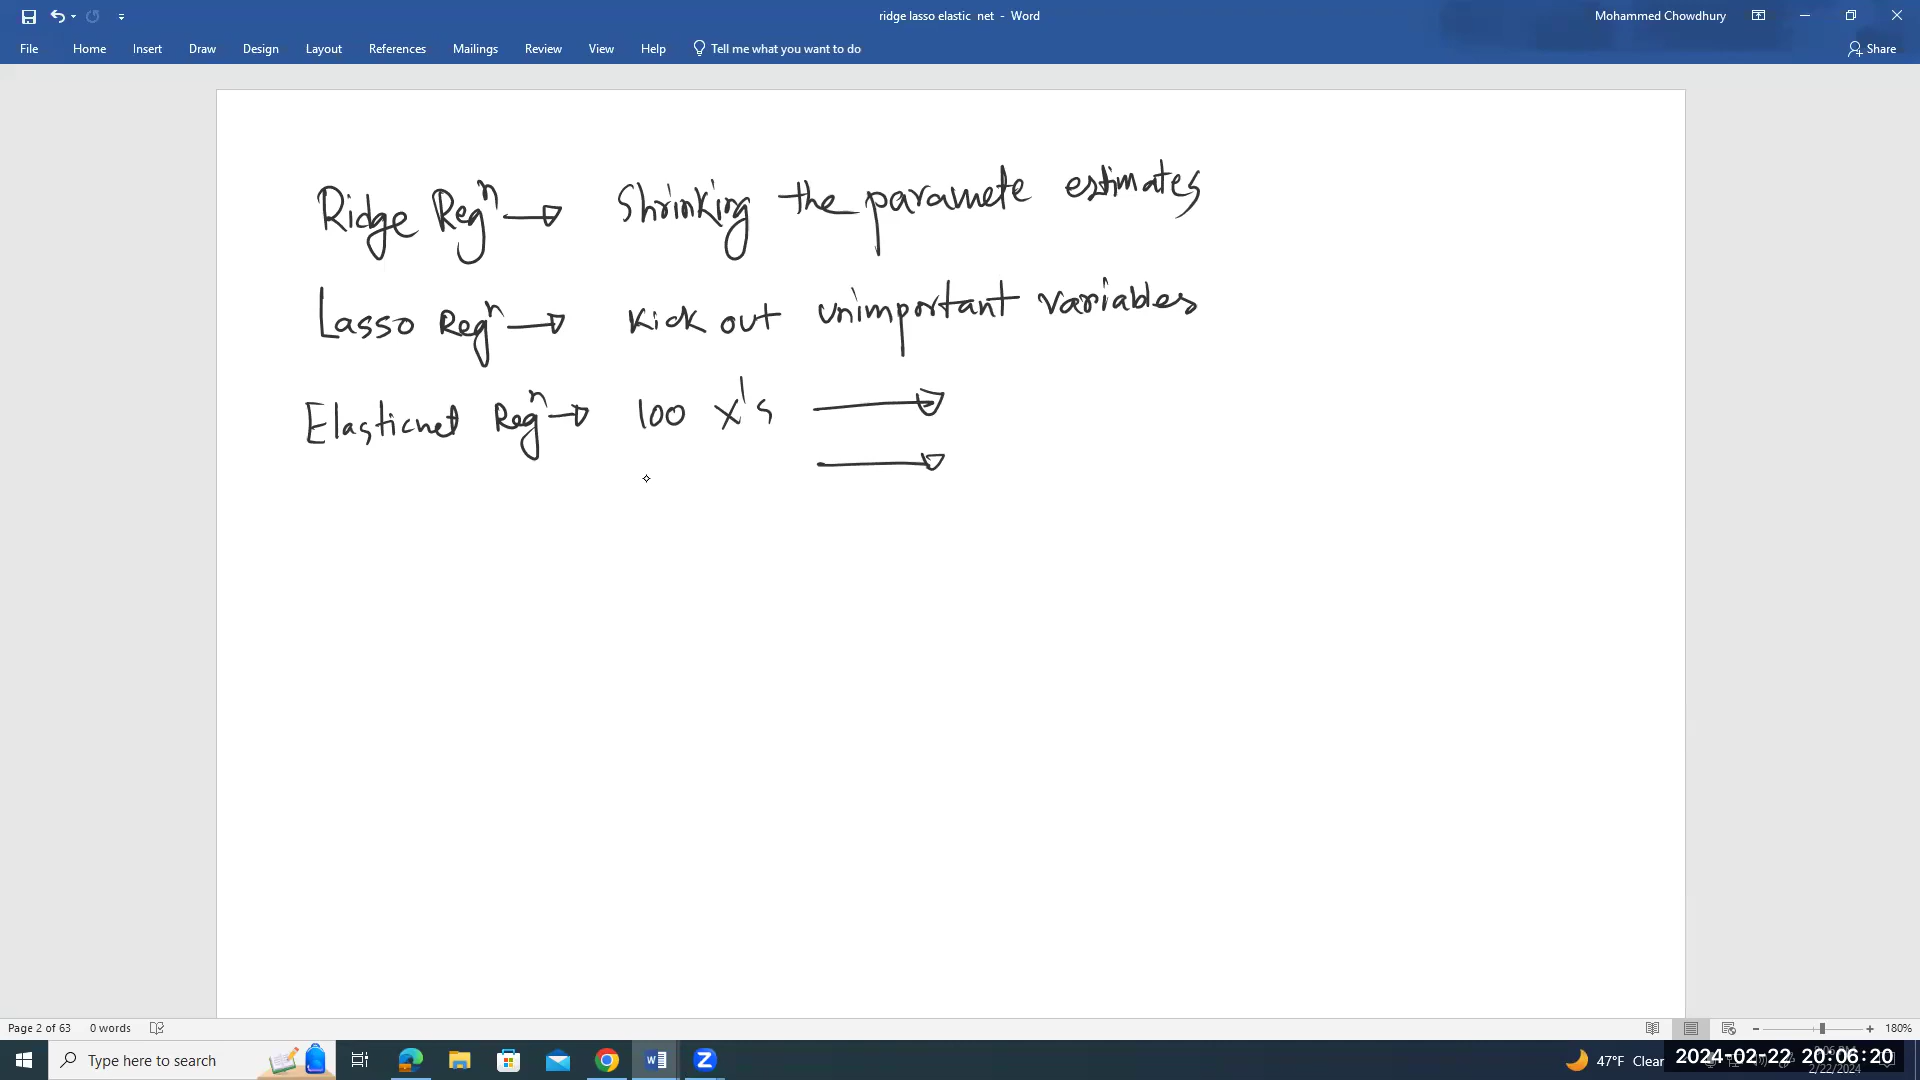 ridge lasso elastic net - Word
Mohammed Chowdhury
File Home Insert Draw Design Layout References Mailings Review View Help Tell me what you want to do
Share
Ridge Regⁿ → Shrinking the paramete estimates
Lasso Regⁿ → Kick out unimportant variables
Elasticnet Regⁿ → 100 X's →
→
Page 2 of 63 0 words
180%
Type here to search
47°F Clear
2024-02-22 20:06:20
2/22/2024